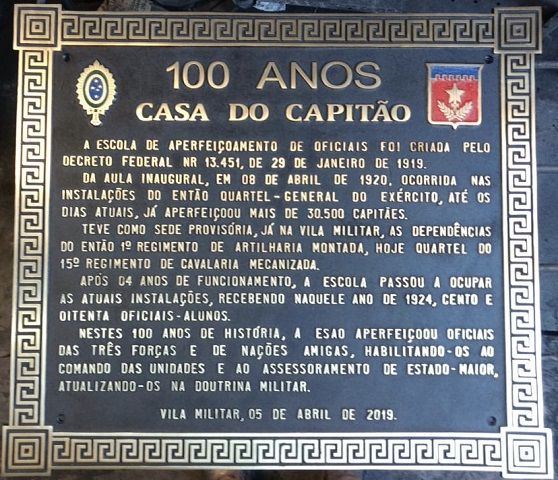 100 ANOS
CASA DO CAPITÃO
A ESCOLA DE APERFEIÇOAMENTO DE OFICIAIS FOI CRIADA PELO
DECRETO FEDERAL NR 13.451, DE 29 DE JANEIRO DE 1919.
DA AULA INAUGURAL, EM 08 DE ABRIL DE 1920, OCORRIDA NAS
INSTALAÇÕES DO ENTÃO QUARTEL-GENERAL DO EXÉRCITO, ATÉ OS
DIAS ATUAIS, JÁ APERFEIÇOOU MAIS DE 30.500 CAPITÃES.
TEVE COMO SEDE PROVISÓRIA, JÁ NA VILA MILITAR, AS DEPENDÊNCIAS
DO ENTÃO 1º REGIMENTO DE ARTILHARIA MONTADA, HOJE QUARTEL DO
15º REGIMENTO DE CAVALARIA MECANIZADA.
APÓS 04 ANOS DE FUNCIONAMENTO, A ESCOLA PASSOU A OCUPAR
AS ATUAIS INSTALAÇÕES, RECEBENDO NAQUELE ANO DE 1924, CENTO E
OITENTA OFICIAIS-ALUNOS.
NESTES 100 ANOS DE HISTÓRIA, A ESAO APERFEIÇOOU OFICIAIS
DAS TRÊS FORÇAS E DE NAÇÕES AMIGAS, HABILITANDO-OS AO
COMANDO DAS UNIDADES E AO ASSESSORAMENTO DE ESTADO-MAIOR,
ATUALIZANDO-OS NA DOUTRINA MILITAR.
VILA MILITAR, 05 DE ABRIL DE 2019.